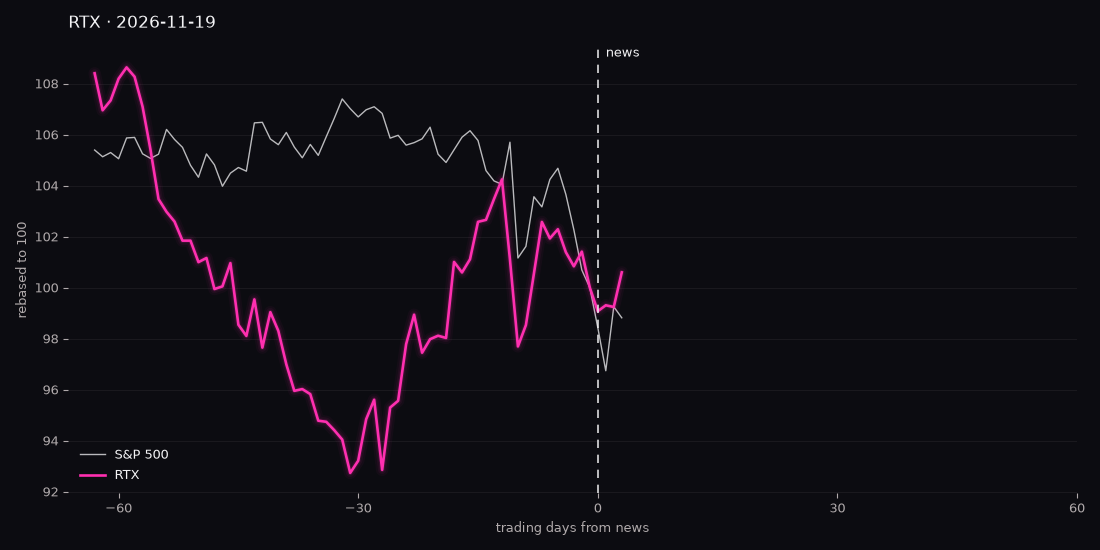 RTX · 2026-11-19
news
108
106
104
102
100
98
96
94
92
rebased to 100
S&P 500
RTX
−60
−30
0
30
60
trading days from news